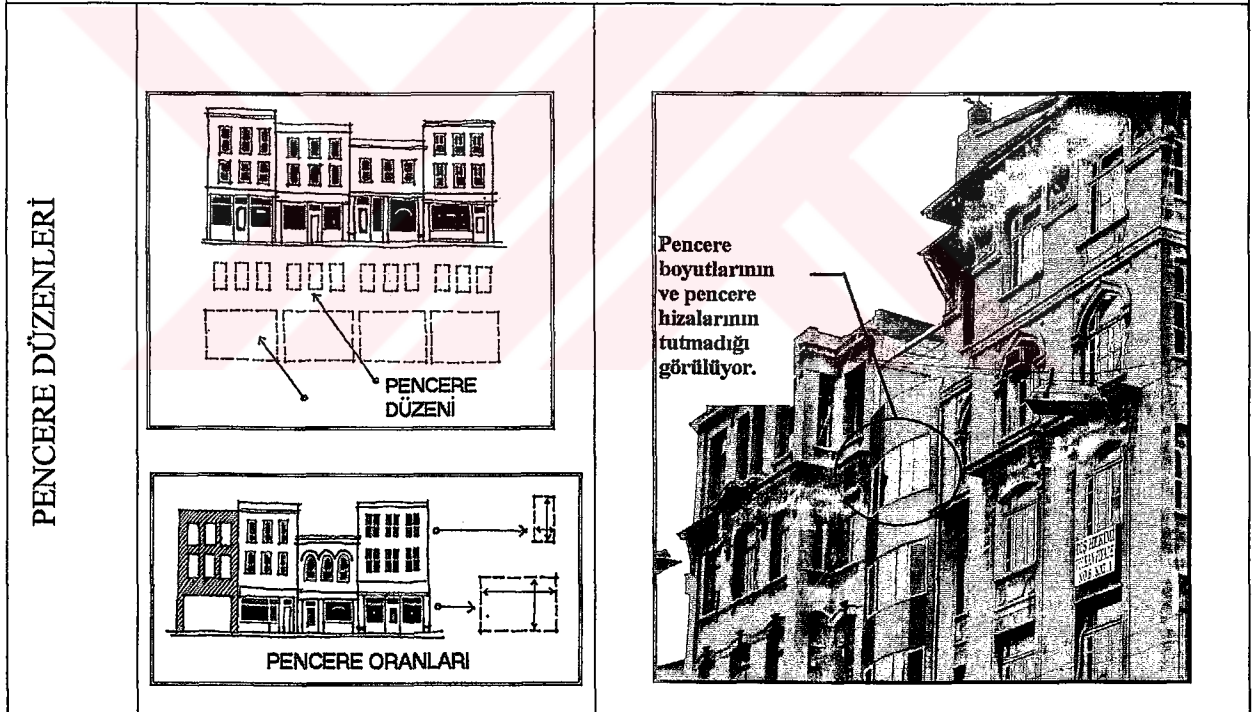 PENCERE DÜZENLERİ
PENCERE
DÜZENİ
PENCERE ORANLARI
Pencere
boyutlarının
ve pencere
hizalarının
tutmadığı
görülüyor.